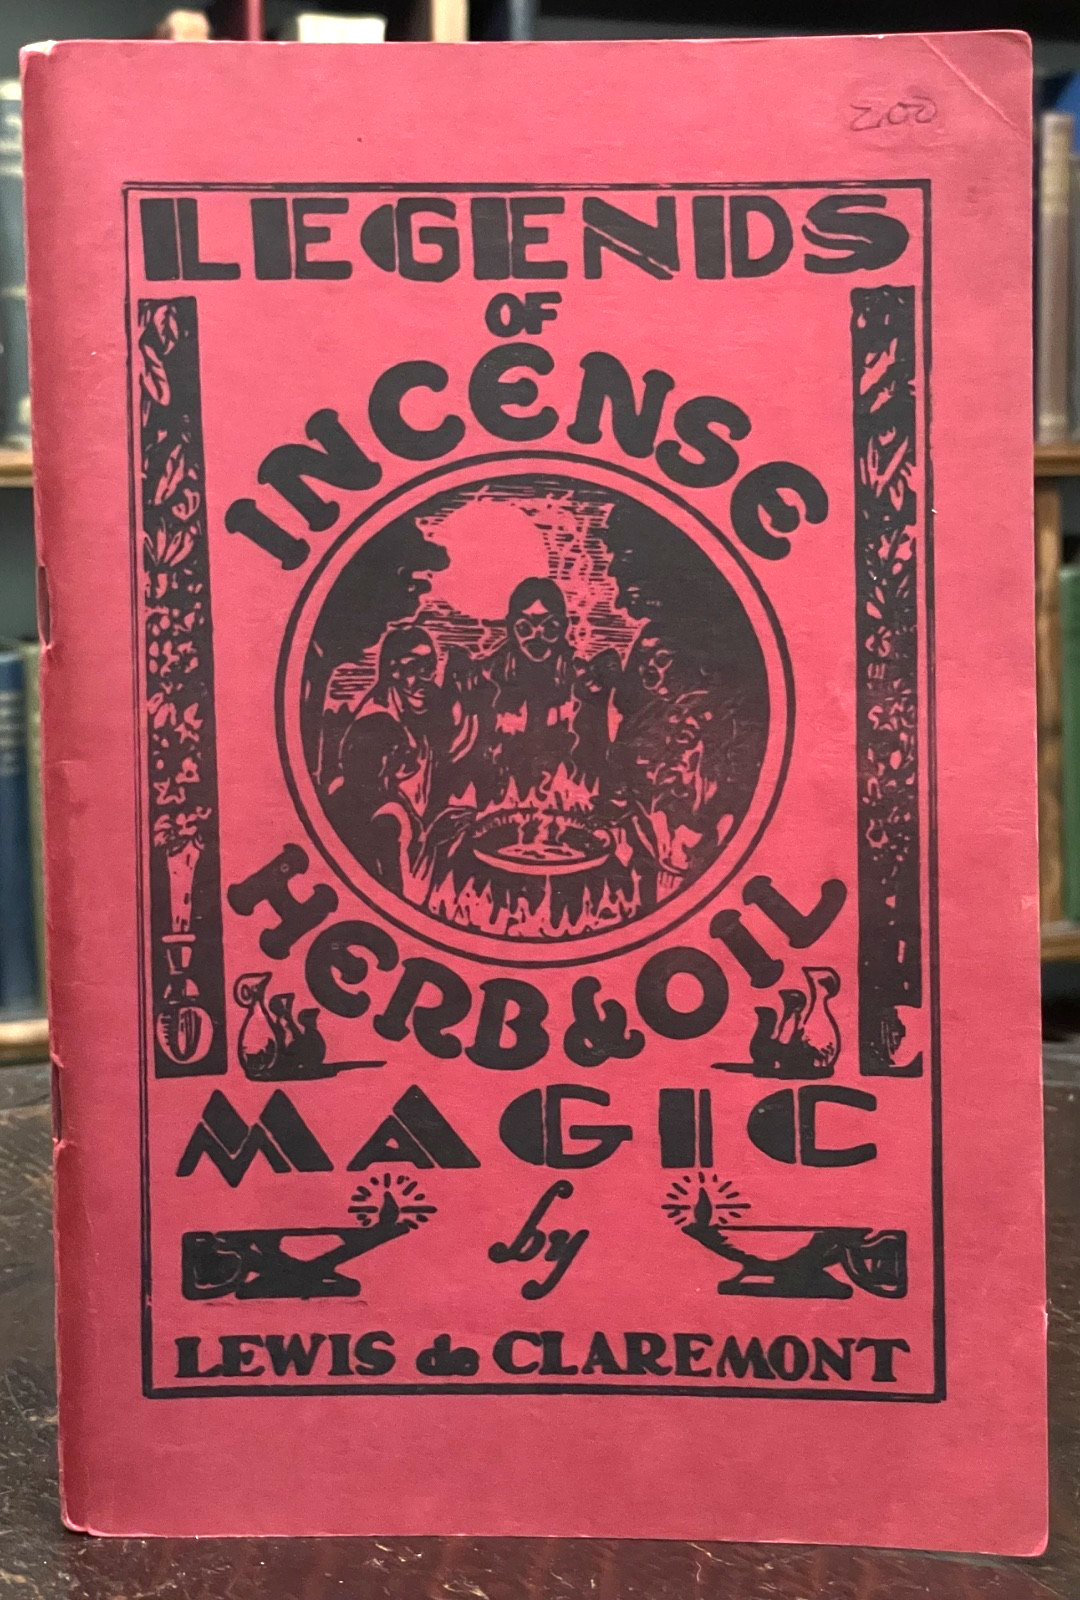 200
LEGENDS
OF
INCENSE
HERB & OIL
MAGIC
by
LEWIS de CLAREMONT